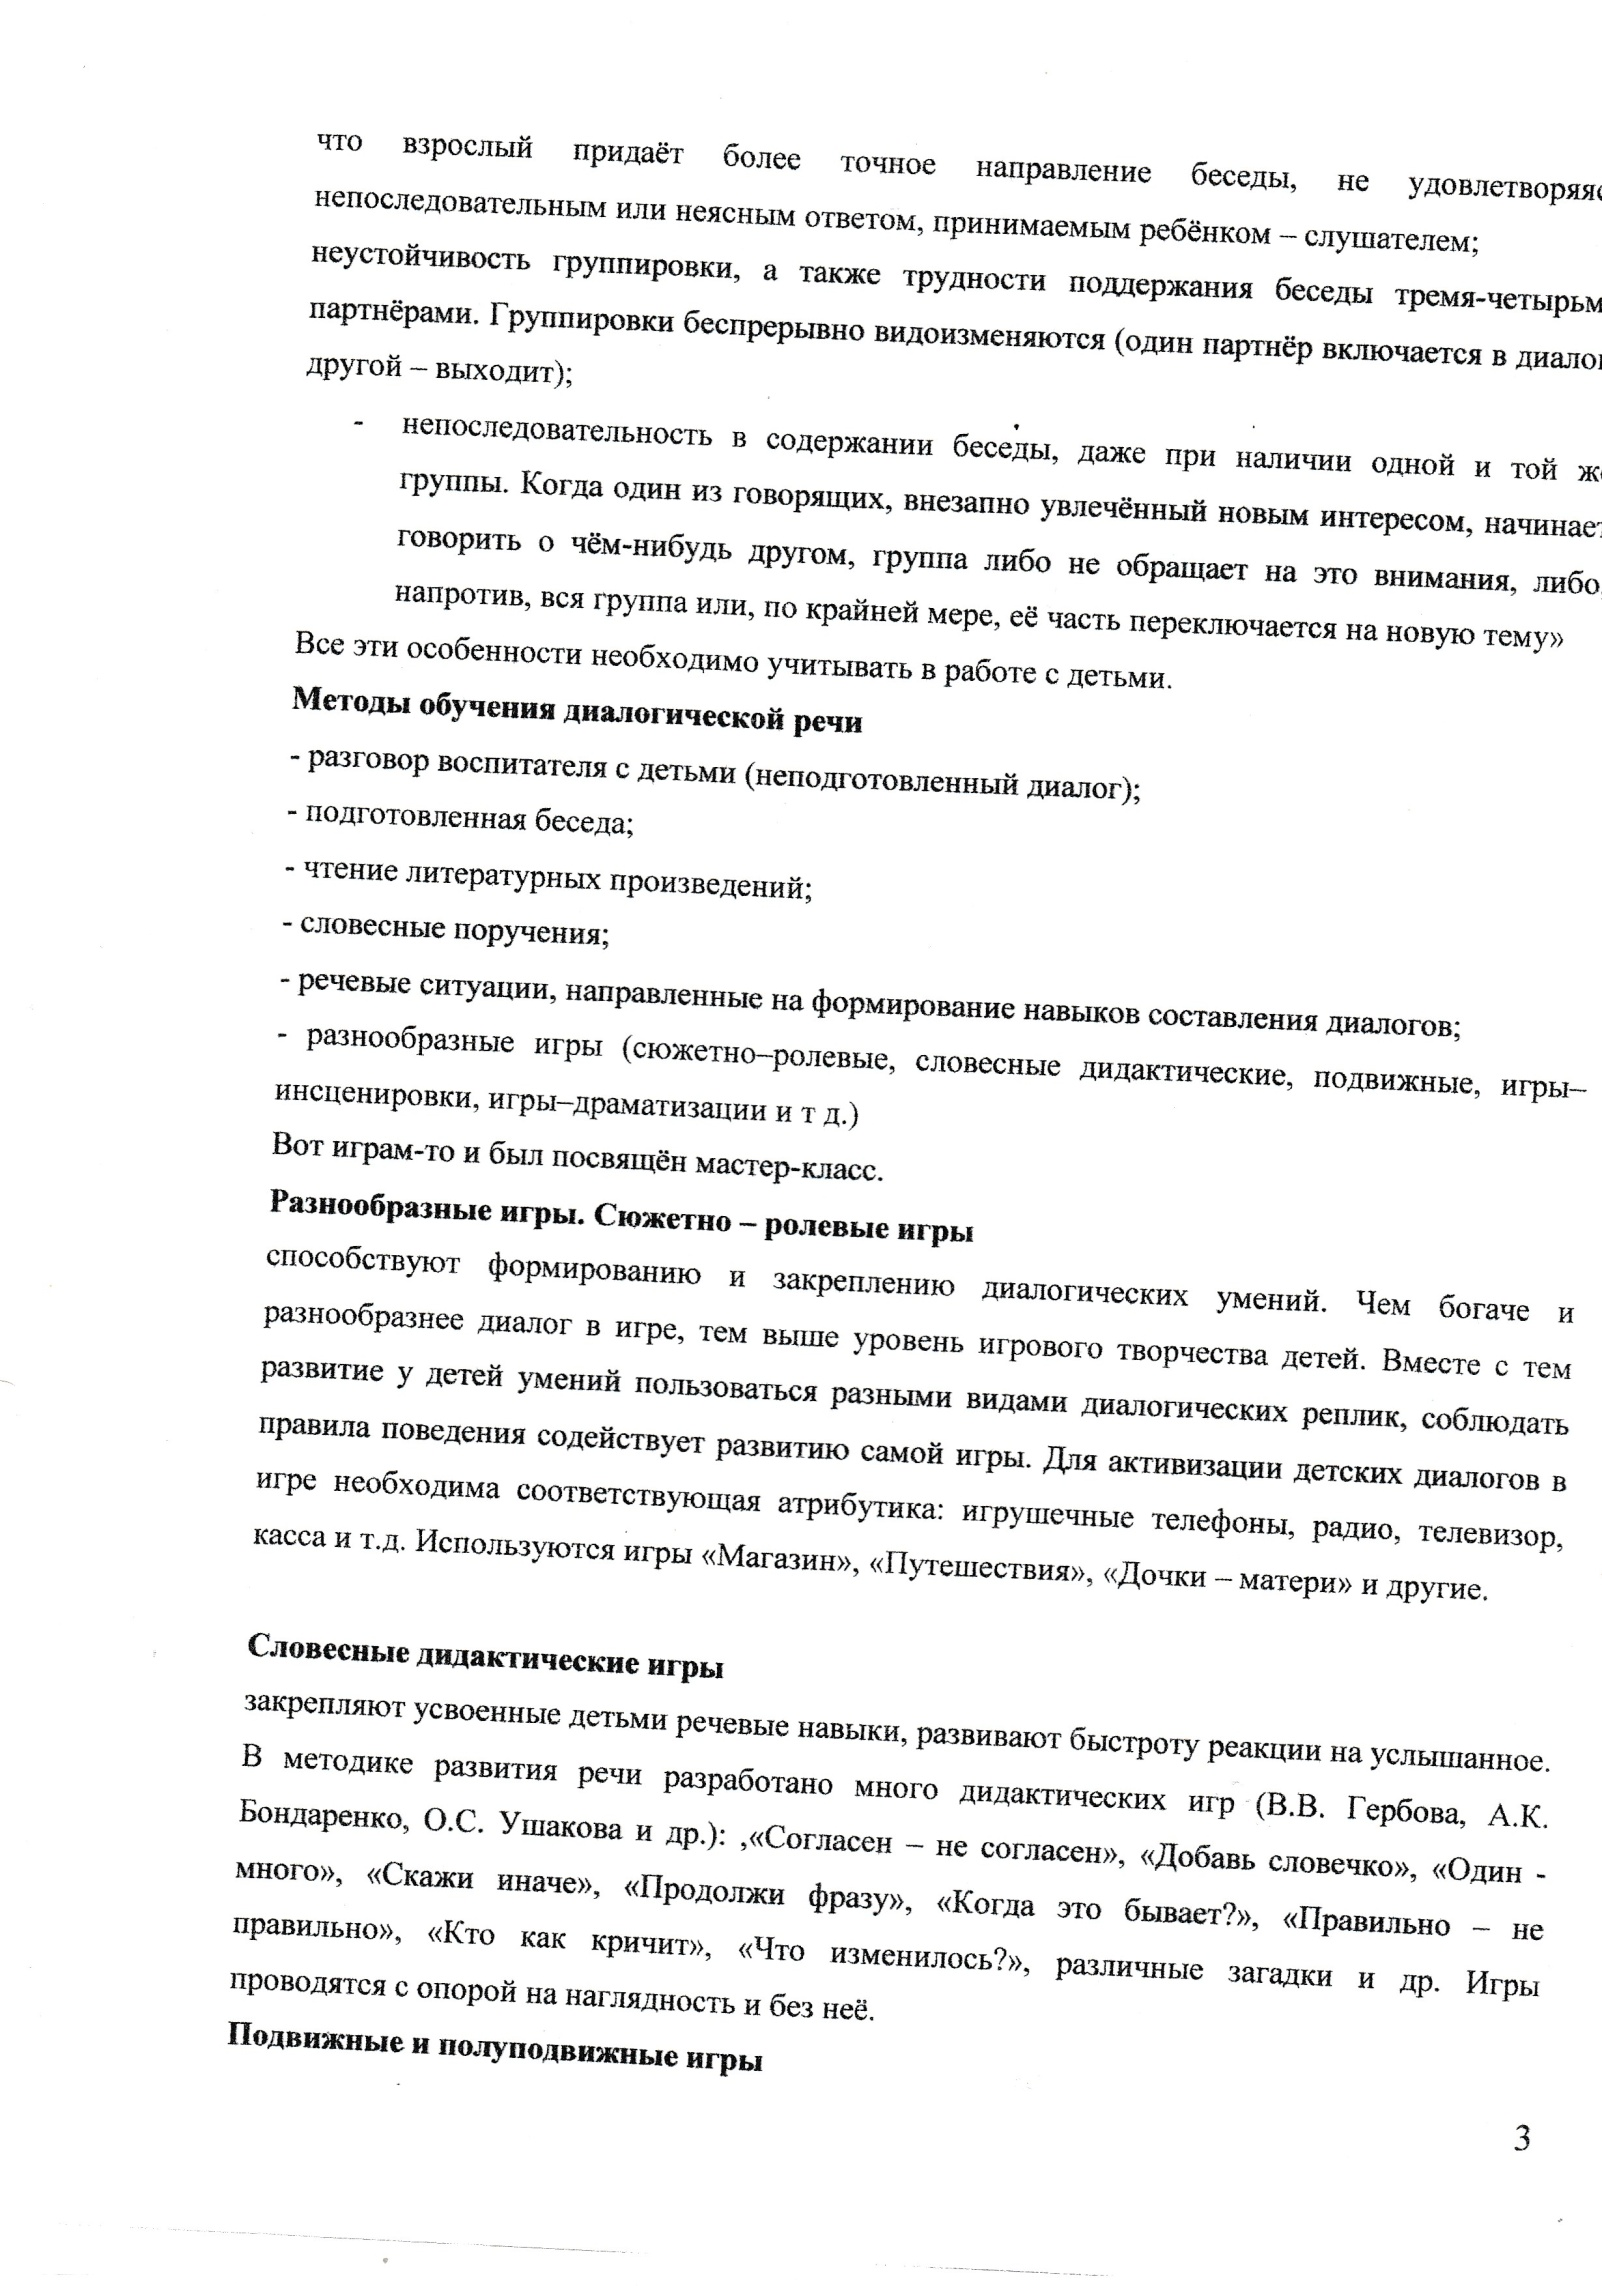 что взрослый придаёт более точное направление беседы, не удовлетворяяс
непоследовательным или неясным ответом, принимаемым ребёнком – слушателем;
неустойчивость группировки, а также трудности поддержания беседы тремя-четырьм
партнёрами. Группировки беспрерывно видоизменяются (один партнёр включается в диалог
другой – выходит);
- непоследовательность в содержании беседы, даже при наличии одной и той же
группы. Когда один из говорящих, внезапно увлечённый новым интересом, начинает
говорить о чём-нибудь другом, группа либо не обращает на это внимания, либо,
напротив, вся группа или, по крайней мере, её часть переключается на новую тему»
Все эти особенности необходимо учитывать в работе с детьми.
Методы обучения диалогической речи
- разговор воспитателя с детьми (неподготовленный диалог);
- подготовленная беседа;
- чтение литературных произведений;
- словесные поручения;
- речевые ситуации, направленные на формирование навыков составления диалогов;
- разнообразные игры (сюжетно–ролевые, словесные дидактические, подвижные, игры–
инсценировки, игры–драматизации и т д.)
Вот играм-то и был посвящён мастер-класс.
Разнообразные игры. Сюжетно – ролевые игры
способствуют формированию и закреплению диалогических умений. Чем богаче и
разнообразнее диалог в игре, тем выше уровень игрового творчества детей. Вместе с тем
развитие у детей умений пользоваться разными видами диалогических реплик, соблюдать
правила поведения содействует развитию самой игры. Для активизации детских диалогов в
игре необходима соответствующая атрибутика: игрушечные телефоны, радио, телевизор,
касса и т.д. Используются игры «Магазин», «Путешествия», «Дочки – матери» и другие.
Словесные дидактические игры
закрепляют усвоенные детьми речевые навыки, развивают быстроту реакции на услышанное.
В методике развития речи разработано много дидактических игр (В.В. Гербова, А.К.
Бондаренко, О.С. Ушакова и др.): ,«Согласен – не согласен», «Добавь словечко», «Один -
много», «Скажи иначе», «Продолжи фразу», «Когда это бывает?», «Правильно – не
правильно», «Кто как кричит», «Что изменилось?», различные загадки и др. Игры
проводятся с опорой на наглядность и без неё.
Подвижные и полуподвижные игры
3